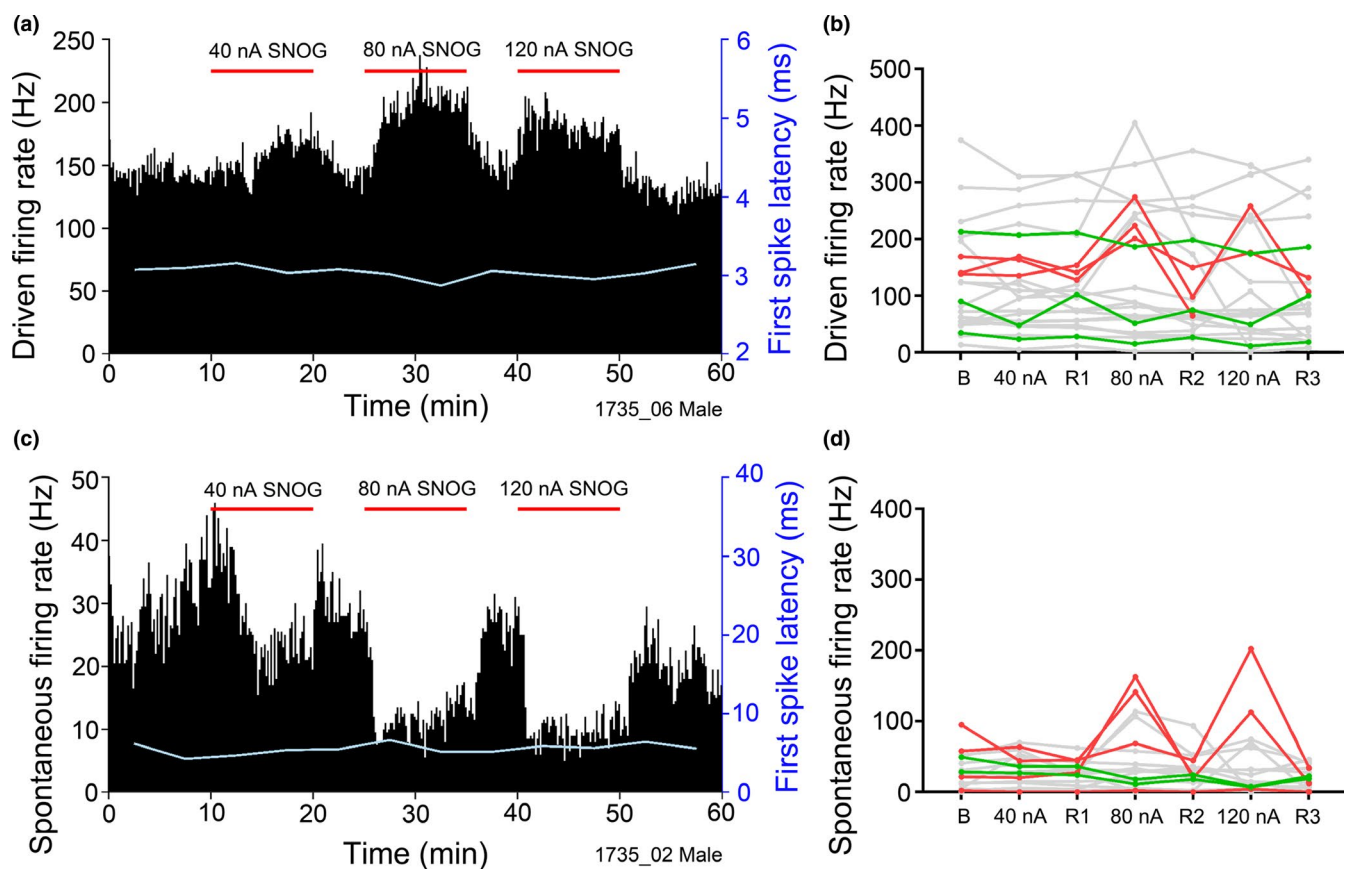 (a)
250
200
150
100
50
0
Driven firing rate (Hz)
40 nA SNOG
80 nA SNOG
120 nA SNOG
6
5
4
3
2
First spike latency (ms)
0 10 20 30 40 50 60
Time (min)
1735_06 Male
(b)
500
400
300
200
100
0
Driven firing rate (Hz)
B 40 nA R1 80 nA R2 120 nA R3
(c)
50
40
30
20
10
0
Spontaneous firing rate (Hz)
40 nA SNOG
80 nA SNOG
120 nA SNOG
40
30
20
10
0
First spike latency (ms)
0 10 20 30 40 50 60
Time (min)
1735_02 Male
(d)
400
300
200
100
0
Spontaneous firing rate (Hz)
B 40 nA R1 80 nA R2 120 nA R3